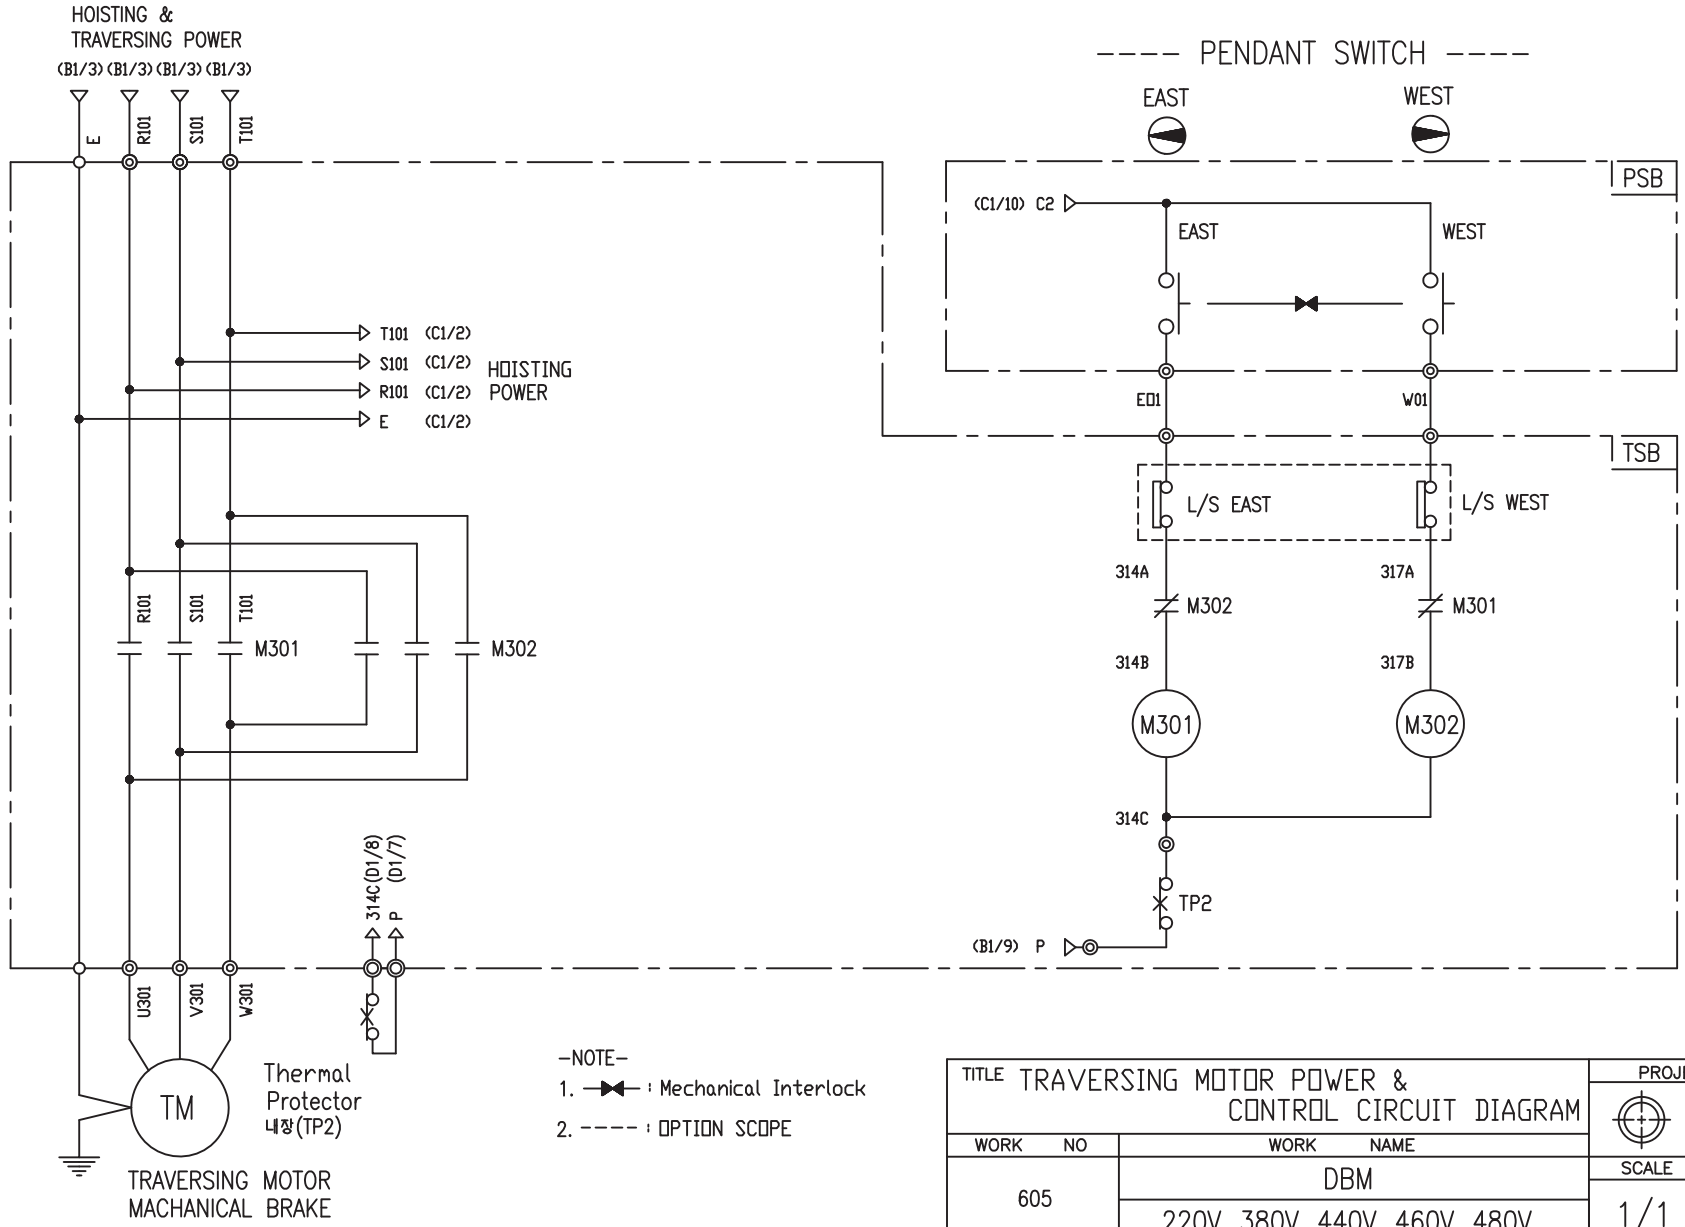 HOISTING &
TRAVERSING POWER
(B1/3) (B1/3) (B1/3) (B1/3)
E R101 S101 T101
T101 (C1/2)
S101 (C1/2)
R101 (C1/2)
E (C1/2)
HOISTING
POWER
R101 S101 T101
M301
M302
314C(D1/8)
P (D1/7)
U301 V301 W301
TM
Thermal
Protector
내장(TP2)
TRAVERSING MOTOR
MACHANICAL BRAKE
---- PENDANT SWITCH ----
EAST WEST
PSB
(C1/10) C2
EAST WEST
E01 W01
TSB
L/S EAST L/S WEST
314A 317A
M302 M301
314B 317B
M301 M302
314C
TP2
(B1/9) P
-NOTE-
1. : Mechanical Interlock
2. ---- : OPTION SCOPE
TITLE TRAVERSING MOTOR POWER &
CONTROL CIRCUIT DIAGRAM
WORK NO WORK NAME
605
DBM
220V 380V 440V 460V 480V
SCALE
1/1